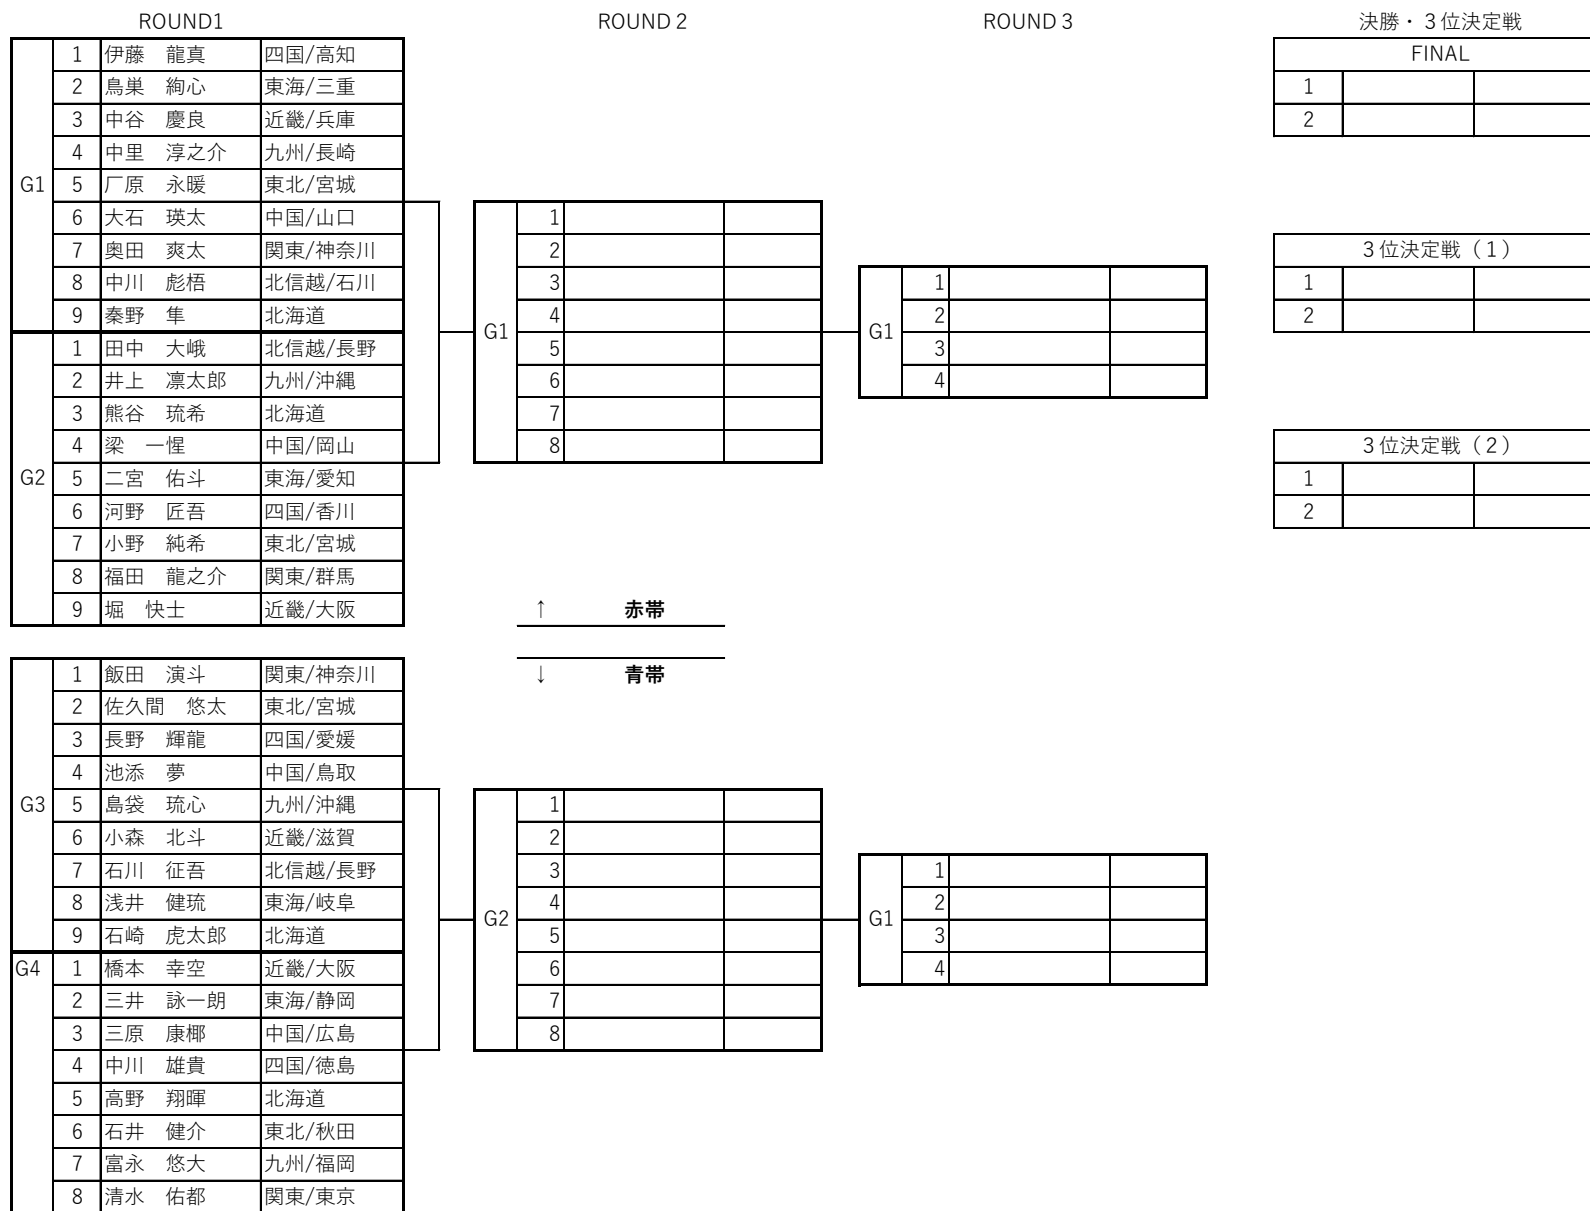 ROUND1 ROUND 2 ROUND 3 決勝・３位決定戦
1 伊藤　龍真 四国/高知 FINAL
2 鳥巣　絢心 東海/三重 1
3 中谷　慶良 近畿/兵庫 2
4 中里　淳之介 九州/長崎
G1 5 厂原　永暖 東北/宮城
6 大石　瑛太 中国/山口 1
7 奥田　爽太 関東/神奈川 2 ３位決定戦（１）
8 中川　彪梧 北信越/石川 3 1 1
9 秦野　隼 北海道 G1 4 G1 2 2
1 田中　大峨 北信越/長野 5 3
2 井上　凛太郎 九州/沖縄 6 4
3 熊谷　琉希 北海道 7
4 梁　一惺 中国/岡山 8 ３位決定戦（２）
G2 5 二宮　佑斗 東海/愛知 1
6 河野　匠吾 四国/香川 2
7 小野　純希 東北/宮城
8 福田　龍之介 関東/群馬
9 堀　快士 近畿/大阪 ↑ 赤帯
1 飯田　演斗 関東/神奈川 ↓ 青帯
2 佐久間　悠太 東北/宮城
3 長野　輝龍 四国/愛媛
4 池添　夢 中国/鳥取
G3 5 島袋　琉心 九州/沖縄 1
6 小森　北斗 近畿/滋賀 2
7 石川　征吾 北信越/長野 3 1
8 浅井　健琉 東海/岐阜 G2 4 G1 2
9 石崎　虎太郎 北海道 5 3
G4 1 橋本　幸空 近畿/大阪 6 4
2 三井　詠一朗 東海/静岡 7
3 三原　康椰 中国/広島 8
4 中川　雄貴 四国/徳島
5 高野　翔暉 北海道
6 石井　健介 東北/秋田
7 富永　悠大 九州/福岡
8 清水　佑都 関東/東京